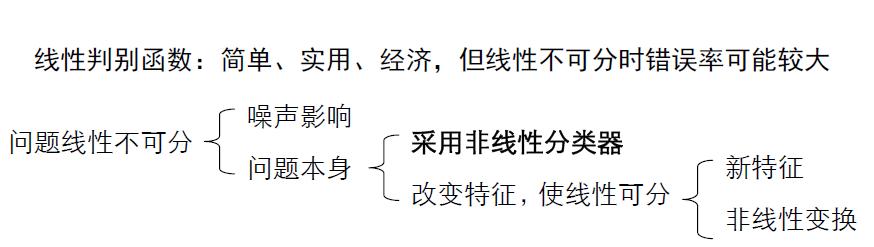 线性判别函数：简单、实用、经济，但线性不可分时错误率可能较大
问题线性不可分
噪声影响
问题本身
采用非线性分类器
改变特征，使线性可分
新特征
非线性变换